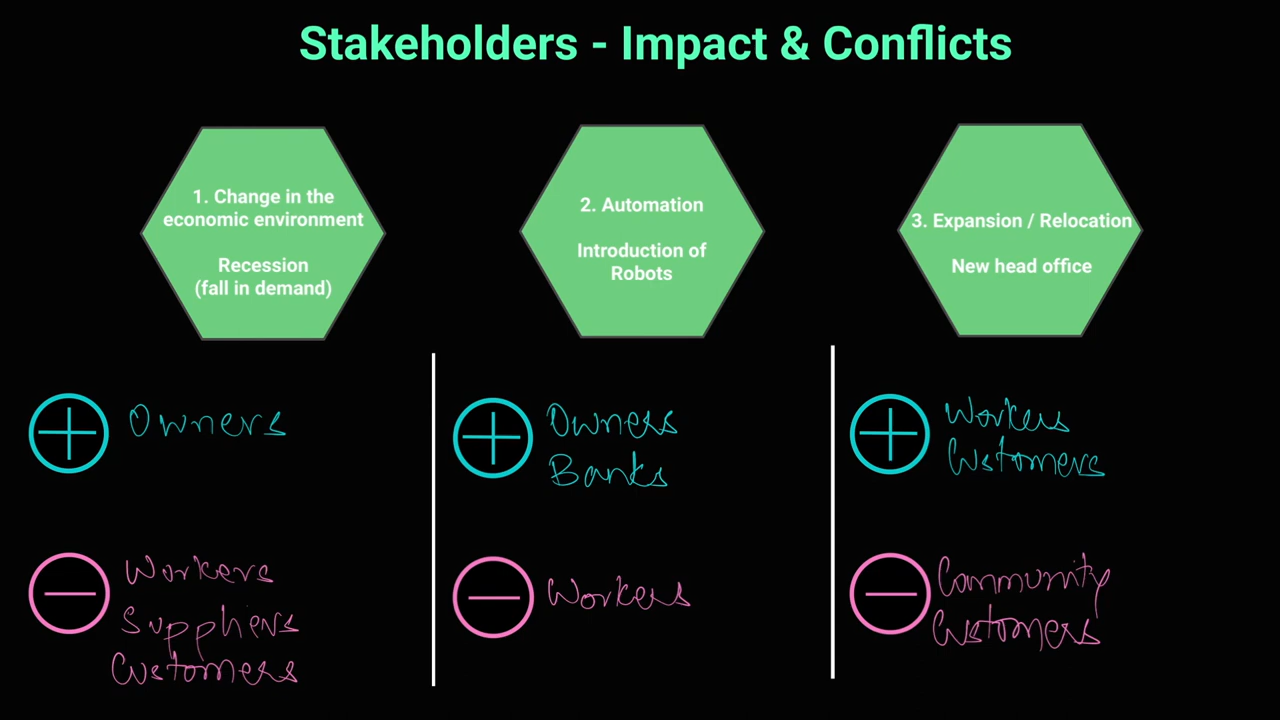 Stakeholders - Impact & Conflicts
1. Change in the
economic environment
Recession
(fall in demand)
2. Automation
Introduction of
Robots
3. Expansion / Relocation
New head office
Owners
Workers
Suppliers
Customers
Owners
Banks
Workers
Workers
Customers
Community
Customers